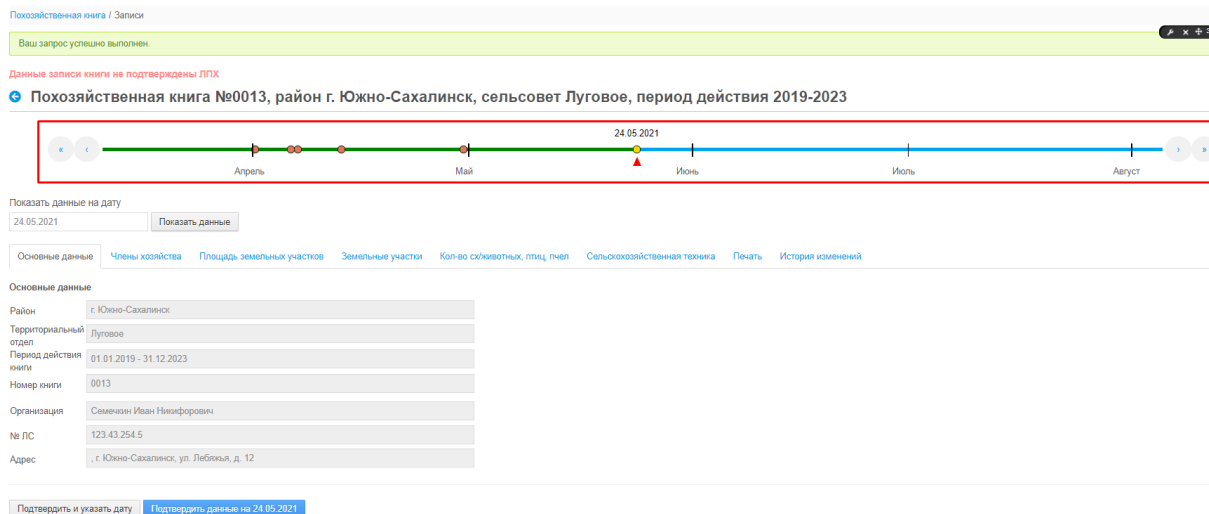 Похозяйственная книга / Записи
Ваш запрос успешно выполнен.
Данные записи книги не подтверждены ЛПХ
Похозяйственная книга №0013, район г. Южно-Сахалинск, сельсовет Луговое, период действия 2019-2023
24.05.2021
« ‹ › »
Апрель Май Июнь Июль Август
Показать данные на дату
24.05.2021 Показать данные
Основные данные Члены хозяйства Площадь земельных участков Земельные участки Кол-во сх/животных, птиц, пчел Сельскохозяйственная техника Печать История изменений
Основные данные
Район г. Южно-Сахалинск
Территориальный отдел Луговое
Период действия книги 01.01.2019 - 31.12.2023
Номер книги 0013
Организация Семечкин Иван Никифорович
№ ЛС 123.43.254.5
Адрес , г. Южно-Сахалинск, ул. Лебяжья, д. 12
Подтвердить и указать дату Подтвердить данные на 24.05.2021